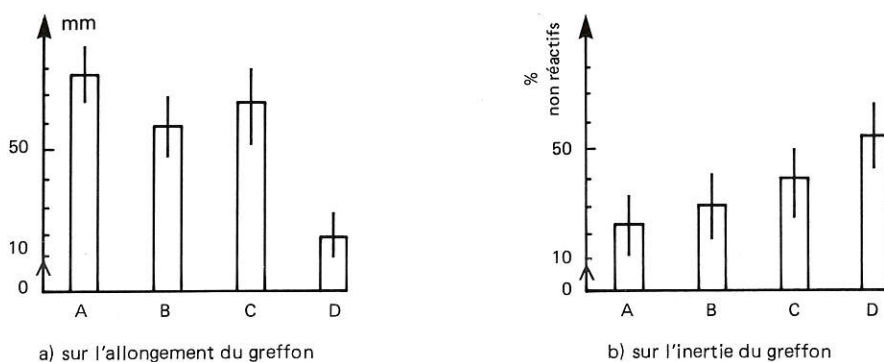 mm
50
10
0
A B C D
a) sur l'allongement du greffon
%
non réactifs
50
10
0
A B C D
b) sur l'inertie du greffon